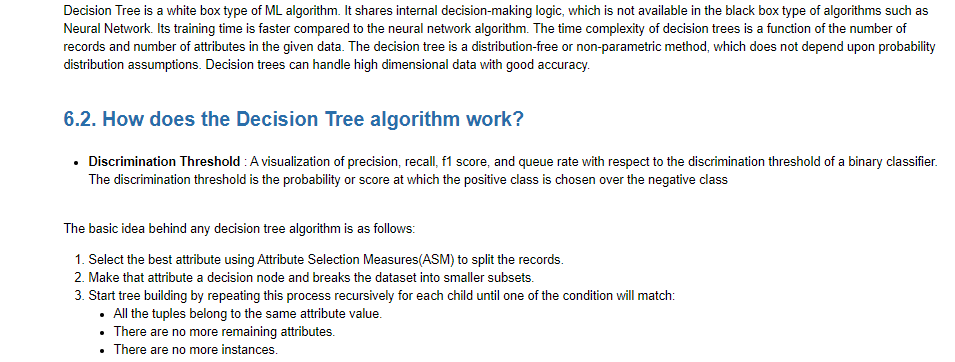 Decision Tree is a white box type of ML algorithm. It shares internal decision-making logic, which is not available in the black box type of algorithms such as
Neural Network. Its training time is faster compared to the neural network algorithm. The time complexity of decision trees is a function of the number of
records and number of attributes in the given data. The decision tree is a distribution-free or non-parametric method, which does not depend upon probability
distribution assumptions. Decision trees can handle high dimensional data with good accuracy.
6.2. How does the Decision Tree algorithm work?
• Discrimination Threshold : A visualization of precision, recall, f1 score, and queue rate with respect to the discrimination threshold of a binary classifier.
The discrimination threshold is the probability or score at which the positive class is chosen over the negative class
The basic idea behind any decision tree algorithm is as follows:
1. Select the best attribute using Attribute Selection Measures(ASM) to split the records.
2. Make that attribute a decision node and breaks the dataset into smaller subsets.
3. Start tree building by repeating this process recursively for each child until one of the condition will match:
• All the tuples belong to the same attribute value.
• There are no more remaining attributes.
• There are no more instances.